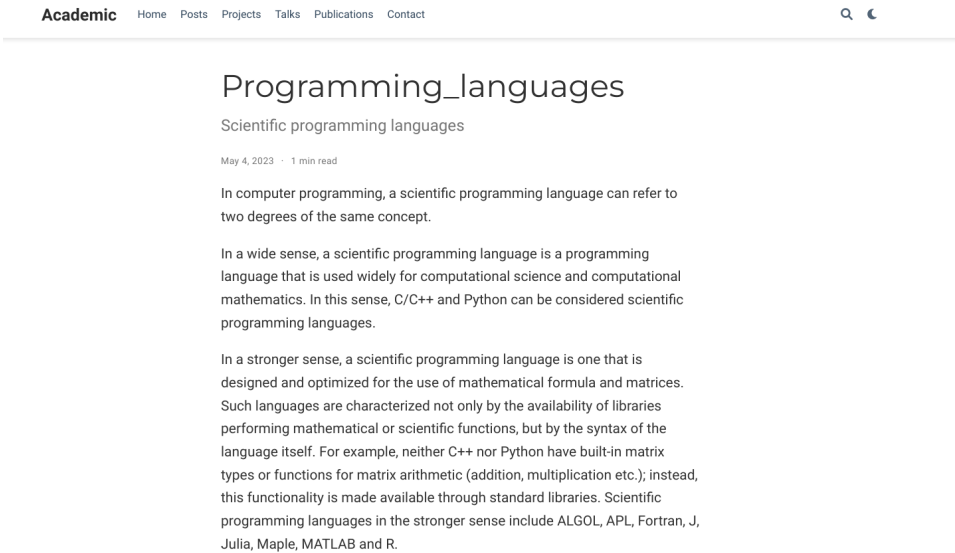 Academic Home Posts Projects Talks Publications Contact
Programming_languages
Scientific programming languages
May 4, 2023 · 1 min read
In computer programming, a scientific programming language can refer to
two degrees of the same concept.
In a wide sense, a scientific programming language is a programming
language that is used widely for computational science and computational
mathematics. In this sense, C/C++ and Python can be considered scientific
programming languages.
In a stronger sense, a scientific programming language is one that is
designed and optimized for the use of mathematical formula and matrices.
Such languages are characterized not only by the availability of libraries
performing mathematical or scientific functions, but by the syntax of the
language itself. For example, neither C++ nor Python have built-in matrix
types or functions for matrix arithmetic (addition, multiplication etc.); instead,
this functionality is made available through standard libraries. Scientific
programming languages in the stronger sense include ALGOL, APL, Fortran, J,
Julia, Maple, MATLAB and R.